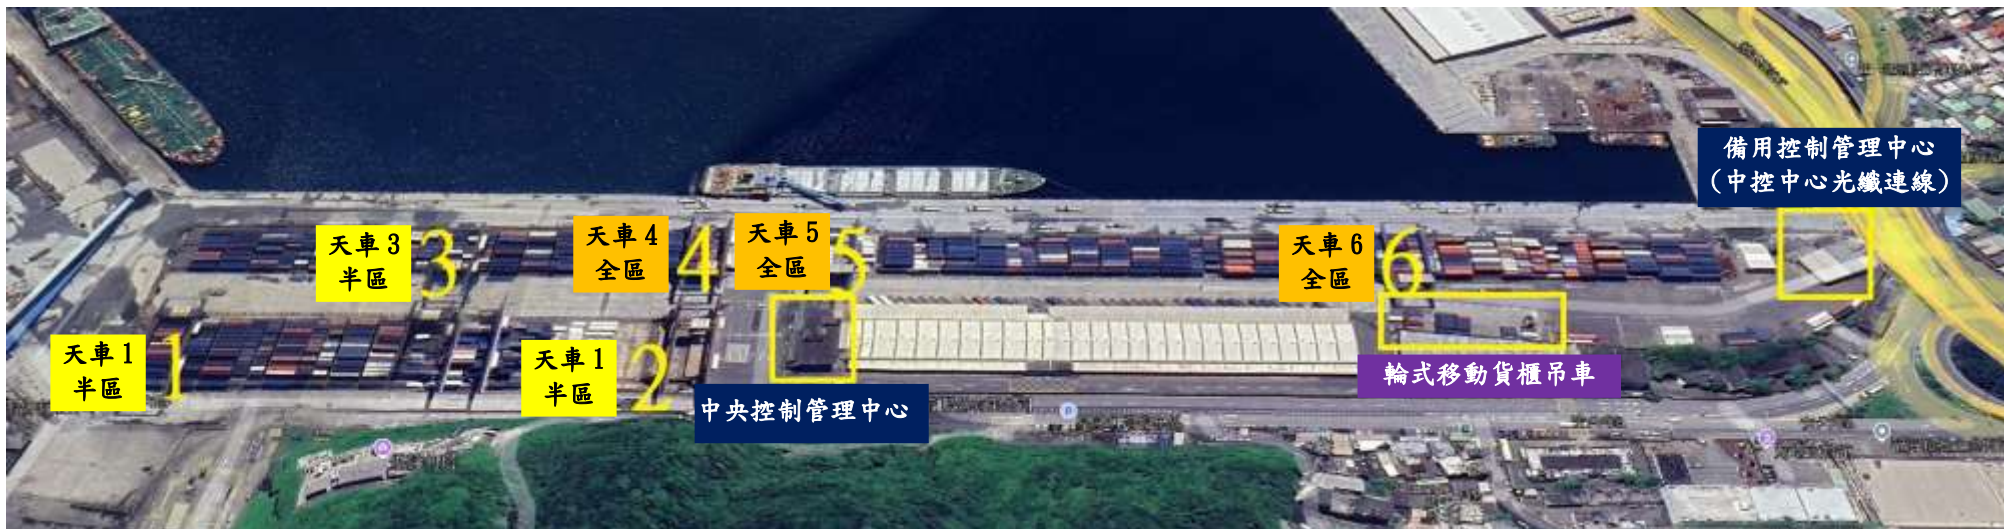 備用控制管理中心
(中控中心光纖連線)
天車3
半區
3
天車4
全區
4
天車5
全區
5
天車6
全區
6
天車1
半區
1
天車1
半區
2
中央控制管理中心
輪式移動貨櫃吊車